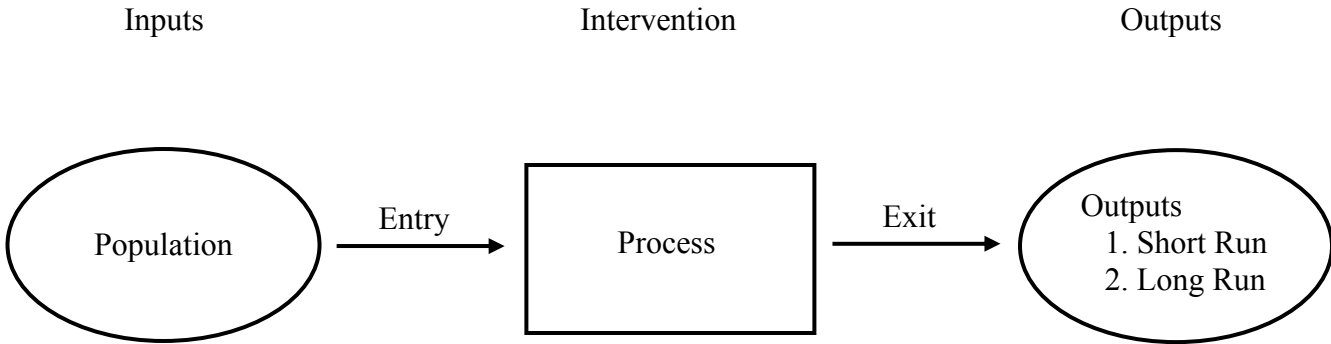 Inputs
Intervention
Outputs
Population
Entry
Process
Exit
Outputs
1. Short Run
2. Long Run